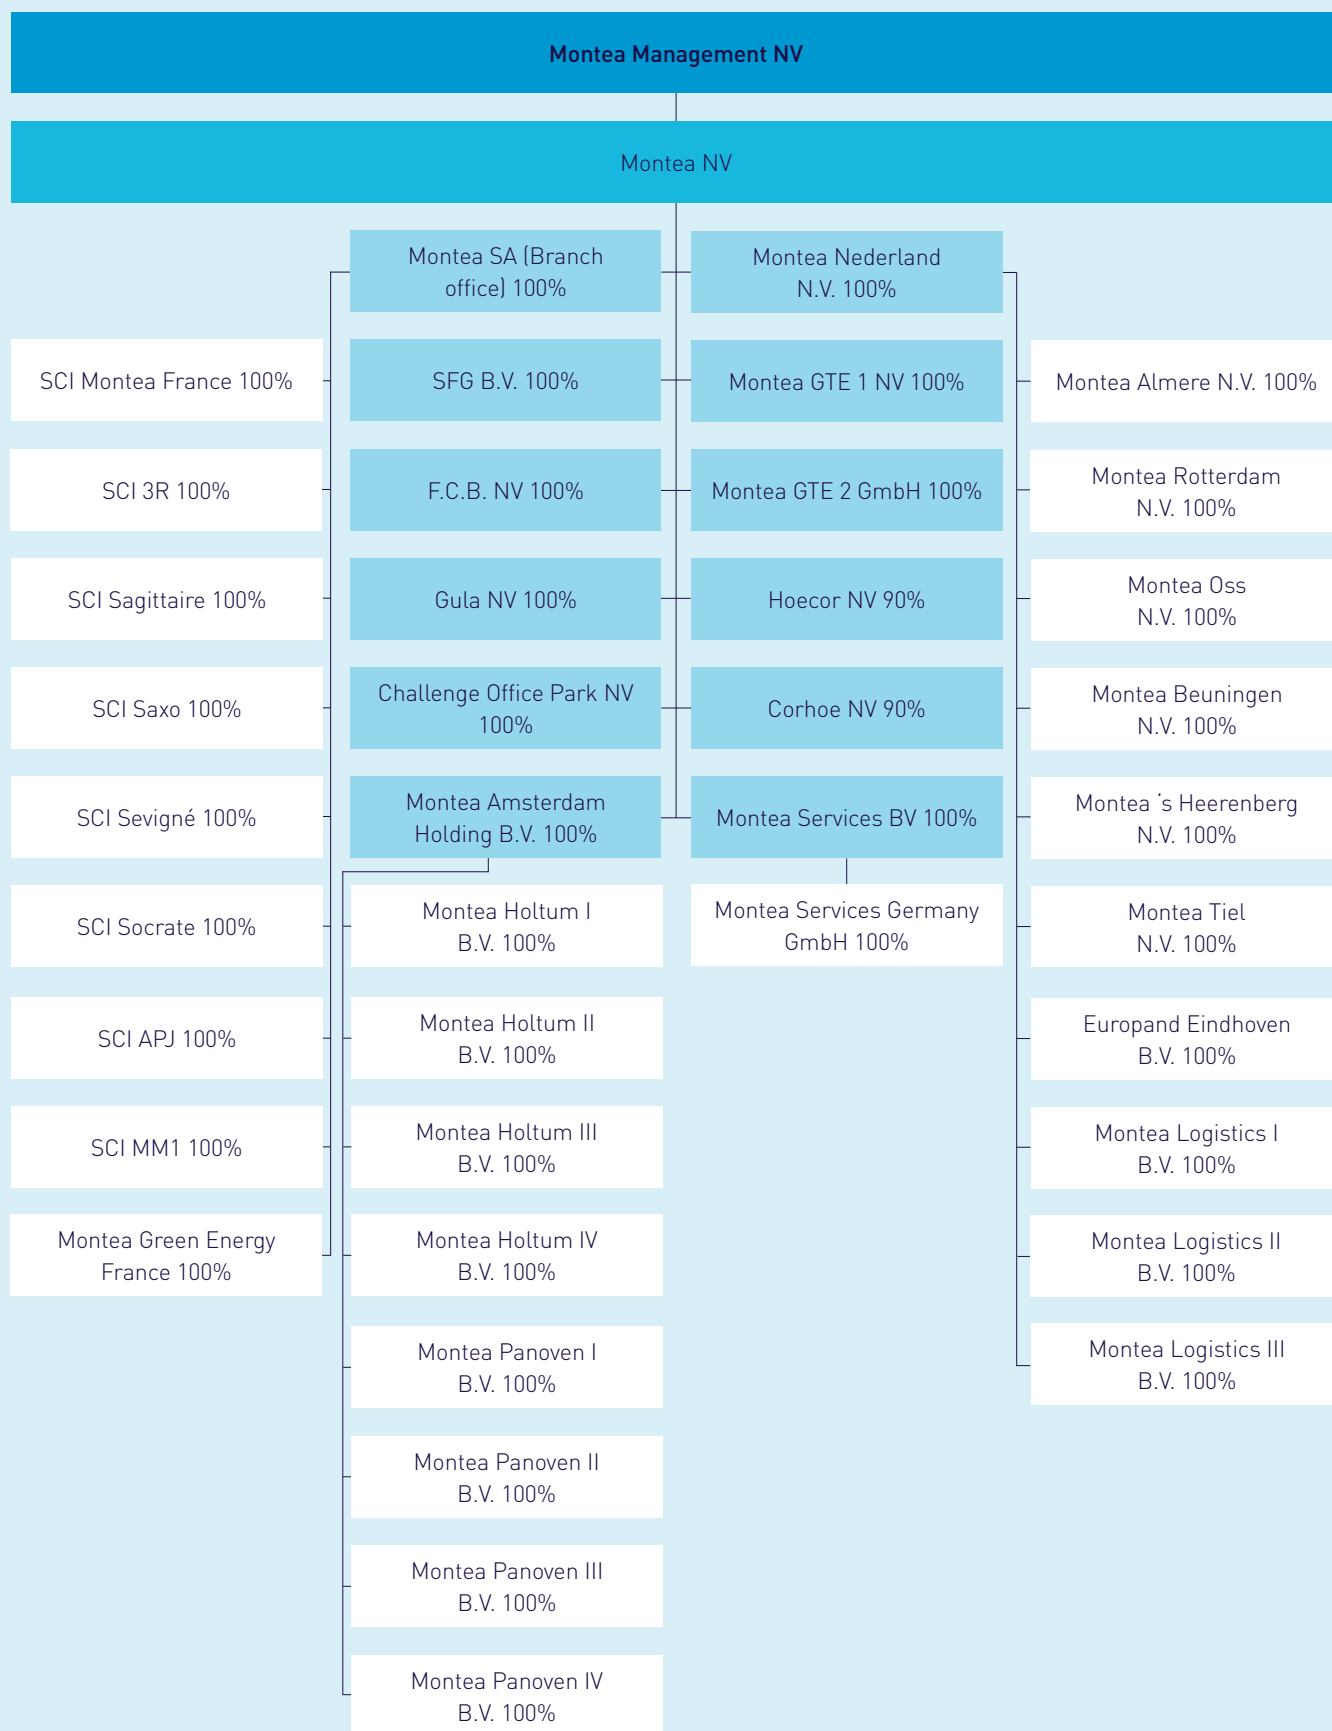 Montea Management NV
Montea NV
Montea SA (Branch
office) 100%
Montea Nederland
N.V. 100%
SCI Montea France 100%
SFG B.V. 100%
Montea GTE 1 NV 100%
Montea Almere N.V. 100%
SCI 3R 100%
F.C.B. NV 100%
Montea GTE 2 GmbH 100%
Montea Rotterdam
N.V. 100%
SCI Sagittaire 100%
Gula NV 100%
Hoecor NV 90%
Montea Oss
N.V. 100%
SCI Saxo 100%
Challenge Office Park NV
100%
Corhoe NV 90%
Montea Beuningen
N.V. 100%
SCI Sevigné 100%
Montea Amsterdam
Holding B.V. 100%
Montea Services BV 100%
Montea ‘s Heerenberg
N.V. 100%
SCI Socrate 100%
Montea Holtum I
B.V. 100%
Montea Services Germany
GmbH 100%
Montea Tiel
N.V. 100%
SCI APJ 100%
Montea Holtum II
B.V. 100%
Europand Eindhoven
B.V. 100%
SCI MM1 100%
Montea Holtum III
B.V. 100%
Montea Logistics I
B.V. 100%
Montea Green Energy
France 100%
Montea Holtum IV
B.V. 100%
Montea Logistics II
B.V. 100%
Montea Panoven I
B.V. 100%
Montea Logistics III
B.V. 100%
Montea Panoven II
B.V. 100%
Montea Panoven III
B.V. 100%
Montea Panoven IV
B.V. 100%